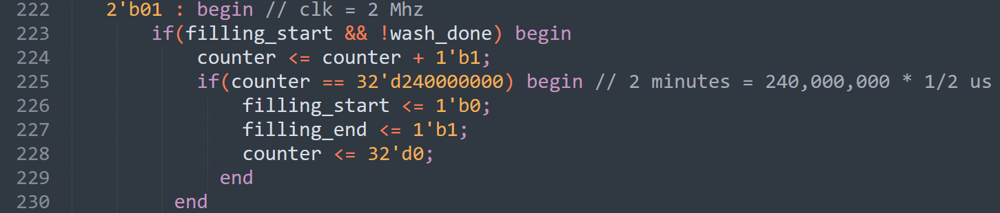 222 2'b01 : begin // clk = 2 Mhz
223 if(filling_start && !wash_done) begin
224 counter <= counter + 1'b1;
225 if(counter == 32'd240000000) begin // 2 minutes = 240,000,000 * 1/2 us
226 filling_start <= 1'b0;
227 filling_end <= 1'b1;
228 counter <= 32'd0;
229 end
230 end